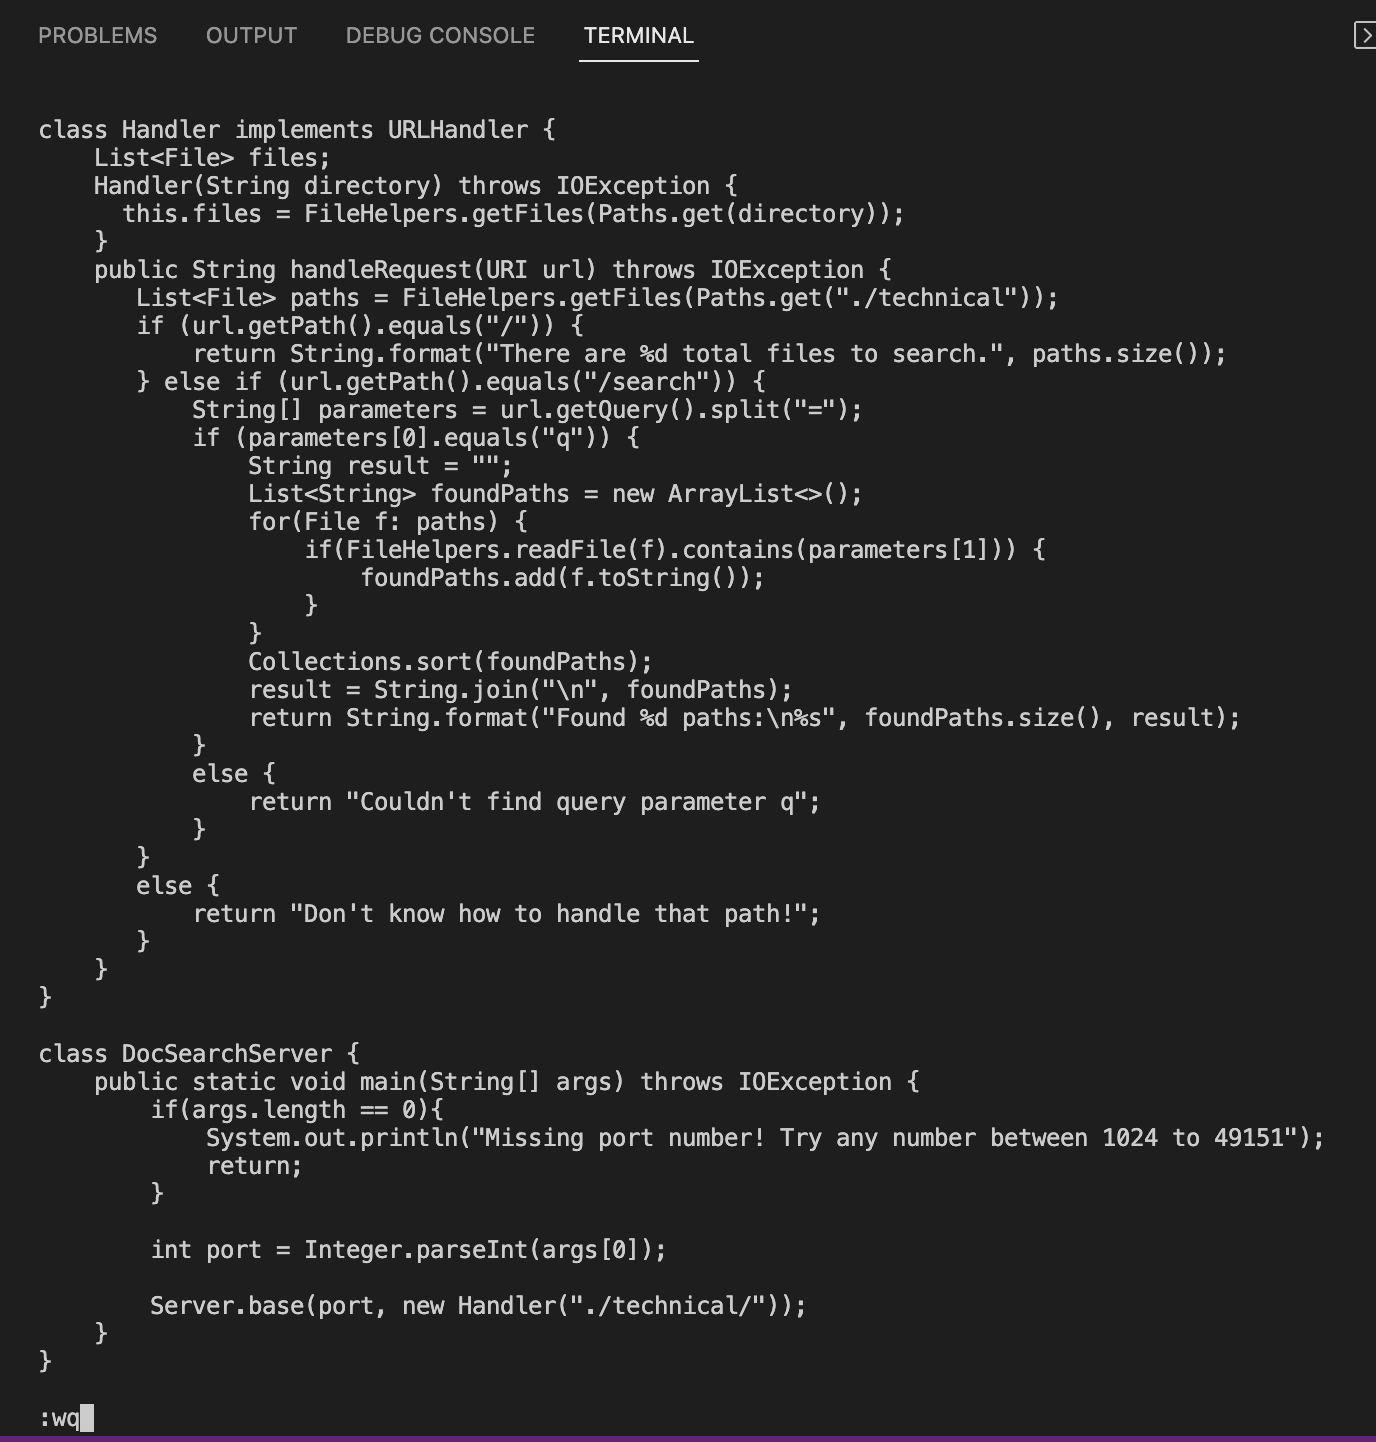 PROBLEMS OUTPUT DEBUG CONSOLE TERMINAL
class Handler implements URLHandler {
    List<File> files;
    Handler(String directory) throws IOException {
      this.files = FileHelpers.getFiles(Paths.get(directory));
    }
    public String handleRequest(URI url) throws IOException {
       List<File> paths = FileHelpers.getFiles(Paths.get("./technical"));
       if (url.getPath().equals("/")) {
           return String.format("There are %d total files to search.", paths.size());
       } else if (url.getPath().equals("/search")) {
           String[] parameters = url.getQuery().split("=");
           if (parameters[0].equals("q")) {
               String result = "";
               List<String> foundPaths = new ArrayList<>();
               for(File f: paths) {
                   if(FileHelpers.readFile(f).contains(parameters[1])) {
                       foundPaths.add(f.toString());
                   }
               }
               Collections.sort(foundPaths);
               result = String.join("\n", foundPaths);
               return String.format("Found %d paths:\n%s", foundPaths.size(), result);
           }
           else {
               return "Couldn't find query parameter q";
           }
       }
       else {
           return "Don't know how to handle that path!";
       }
    }
}

class DocSearchServer {
    public static void main(String[] args) throws IOException {
        if(args.length == 0){
            System.out.println("Missing port number! Try any number between 1024 to 49151");
            return;
        }

        int port = Integer.parseInt(args[0]);

        Server.base(port, new Handler("./technical/"));
    }
}

:wq